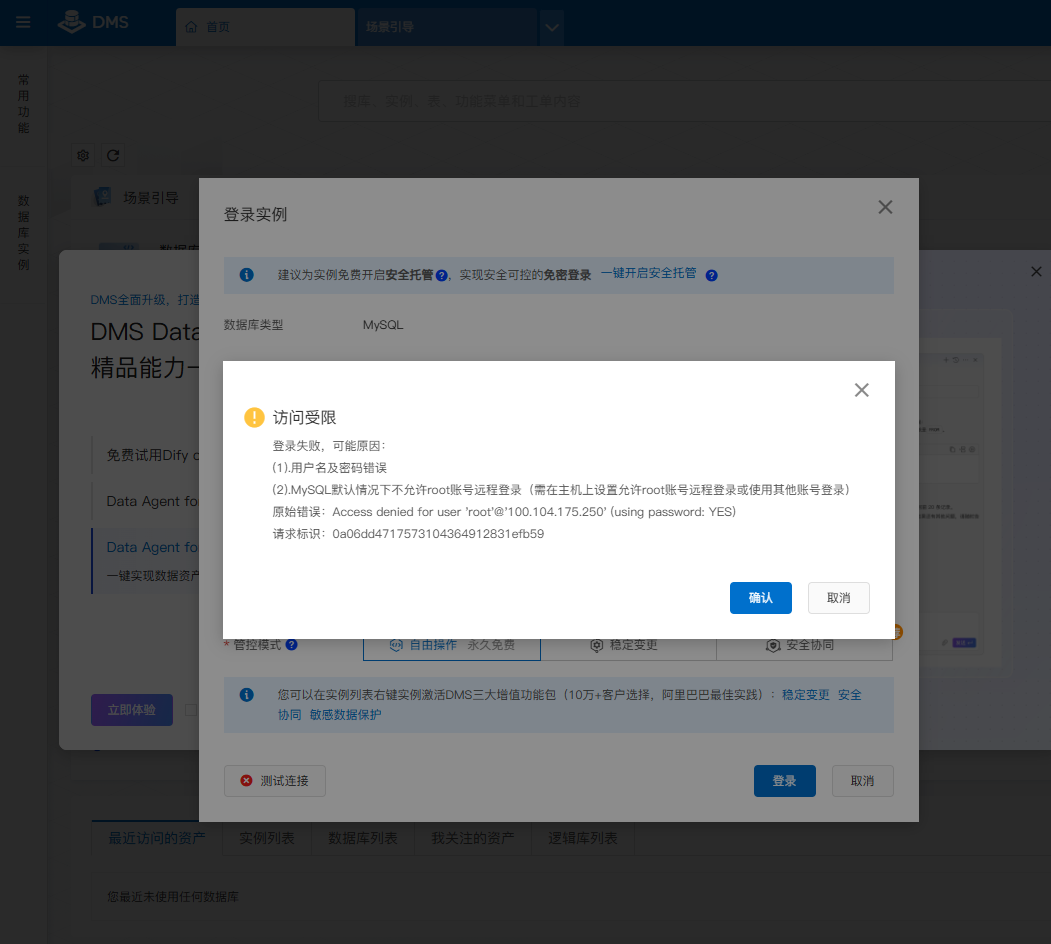 DMS
首页
场景引导
常用功能
搜库、实例、表、功能菜单和工单内容
数据库实例
场景引导
登录实例
建议为实例免费开启安全托管，实现安全可控的免密登录 一键开启安全托管
DMS全面升级，打造
数据库类型 MySQL
DMS Data
精品能力一
访问受限
登录失败，可能原因：
(1).用户名及密码错误
(2).MySQL默认情况下不允许root账号远程登录（需在主机上设置允许root账号远程登录或使用其他账号登录）
原始错误：Access denied for user 'root'@'100.104.175.250' (using password: YES)
请求标识：0a06dd4717573104364912831efb59
确认 取消
免费试用Dify
Data Agent fo
Data Agent fo
一键实现数据资产
* 管控模式 自由操作 永久免费 稳定变更 安全协同
您可以在实例列表右键实例激活DMS三大增值功能包（10万+客户选择，阿里巴巴最佳实践）：稳定变更 安全
协同 敏感数据保护
立即体验
测试连接 登录 取消
最近访问的资产 实例列表 数据库列表 我关注的资产 逻辑库列表
您最近未使用任何数据库